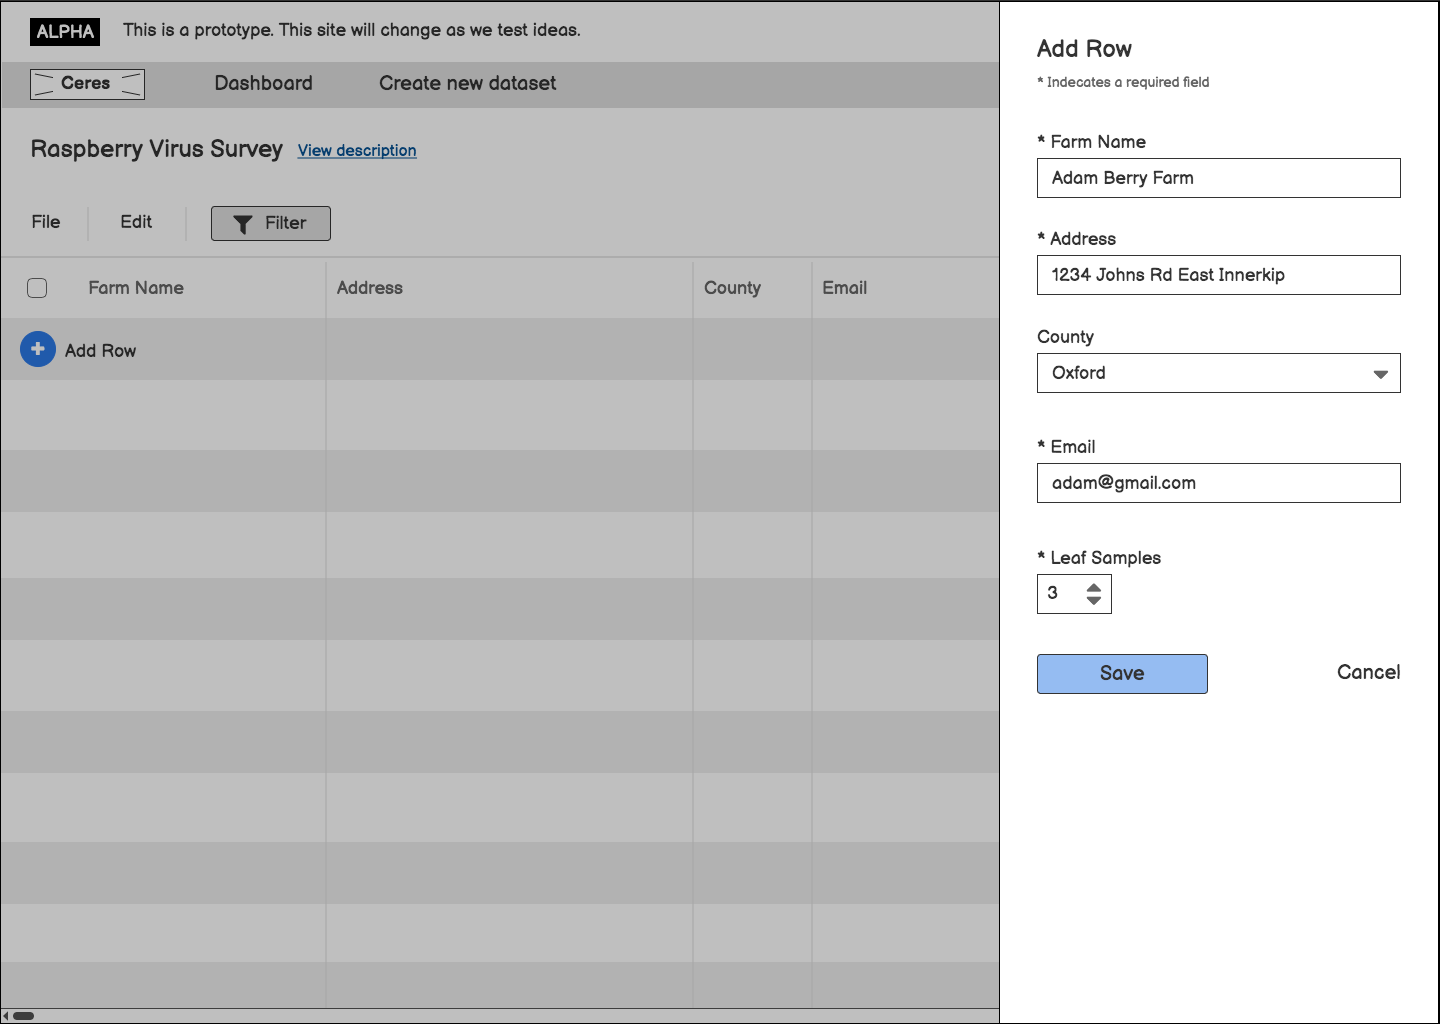 ALPHA This is a prototype. This site will change as we test ideas.
Ceres Dashboard Create new dataset
Raspberry Virus Survey View description
File Edit Filter
Farm Name Address County Email
Add Row
Add Row
* Indecates a required field
* Farm Name
Adam Berry Farm
* Address
1234 Johns Rd East Innerkip
County
Oxford
* Email
adam@gmail.com
* Leaf Samples
3
Save Cancel